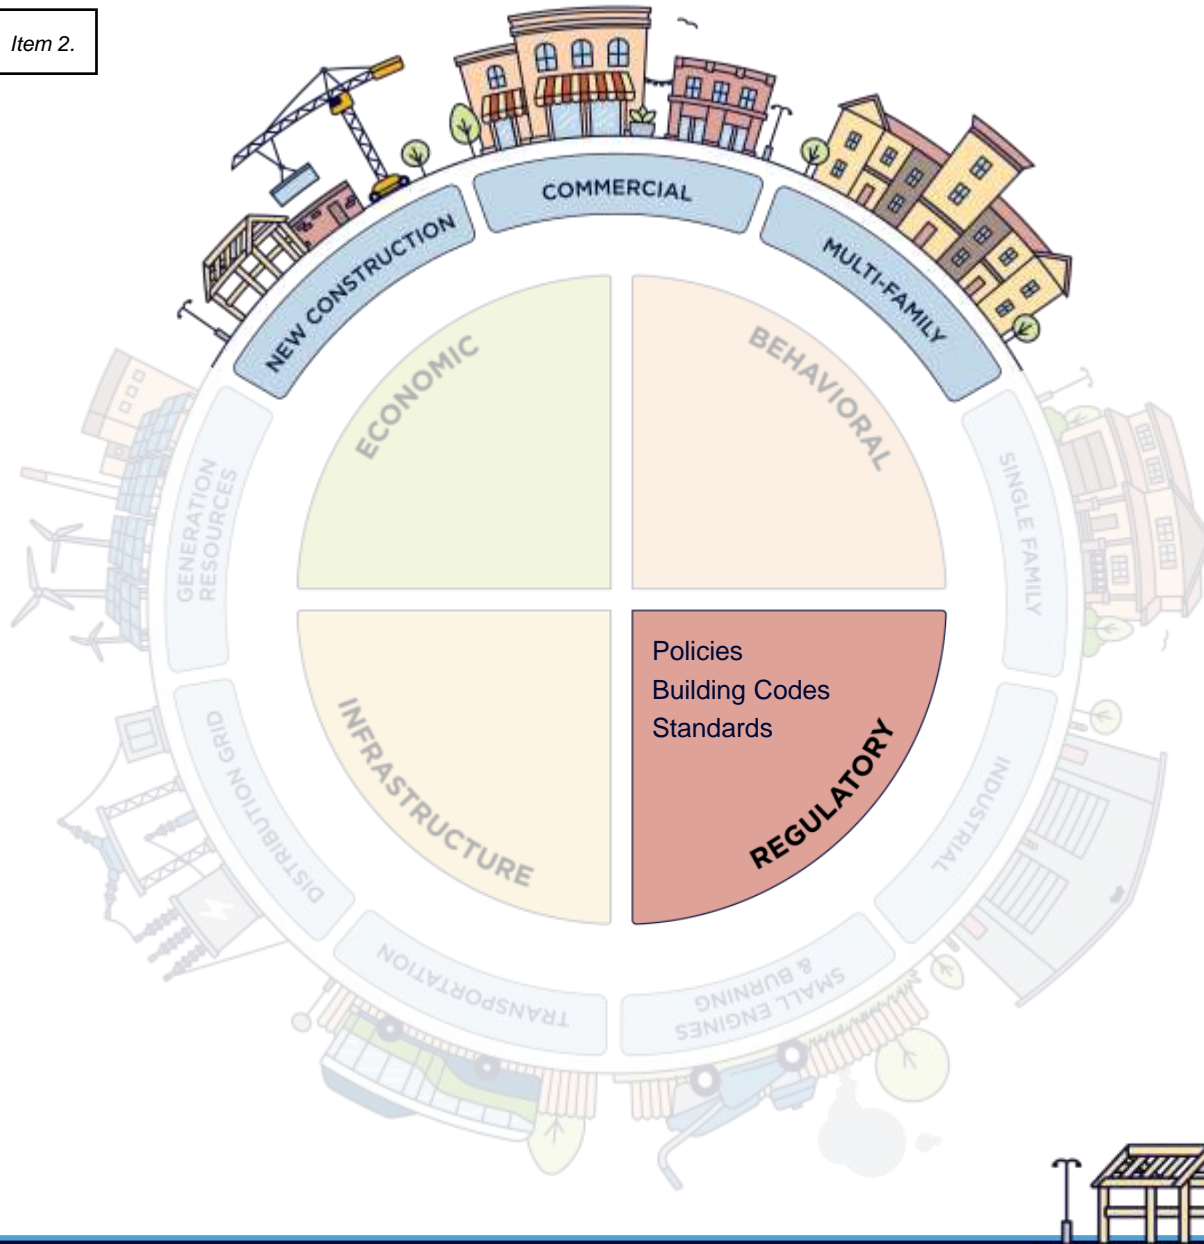 Item 2.
COMMERCIAL
NEW CONSTRUCTION
MULTI-FAMILY
ECONOMIC
BEHAVIORAL
GENERATION
RESOURCES
SINGLE FAMILY
Policies
Building Codes
Standards
INFRASTRUCTURE
REGULATORY
DISTRIBUTION GRID
INDUSTRIAL
TRANSPORTATION
SMALL ENGINES
& BURNING